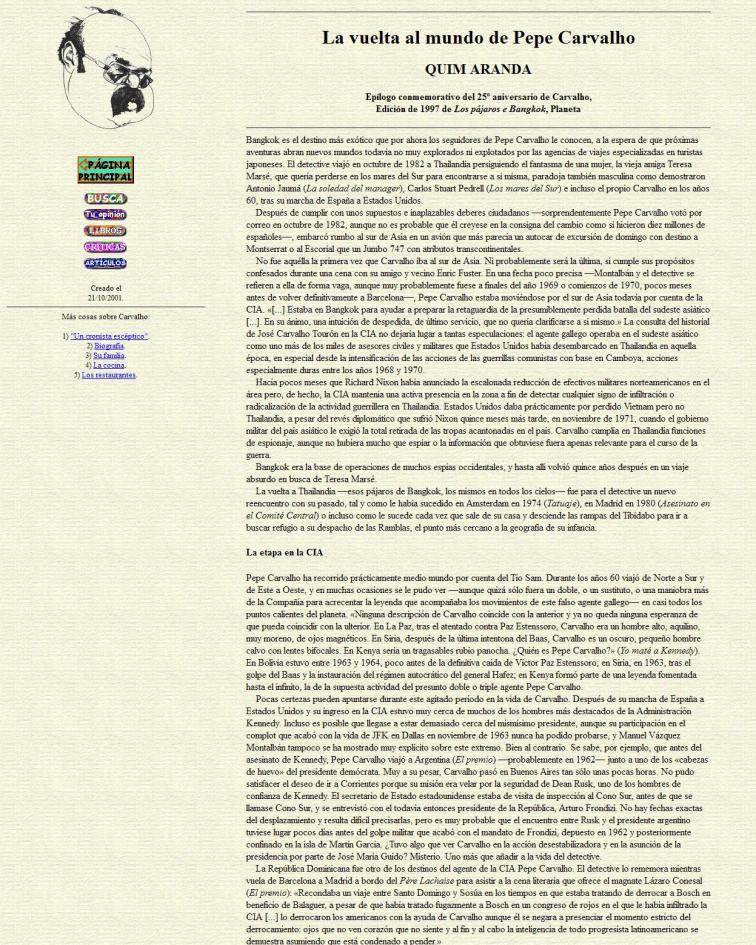 PÁGINA
PRINCIPAL
BUSCA
Tu opinión
LIBROS
CRÍTICAS
ARTÍCULOS
Creado el
21/10/2001.
Más cosas sobre Carvalho:
1) "Un cronista escéptico".
2) Biografía.
3) Su familia.
4) La cocina.
5) Los restaurantes.
La vuelta al mundo de Pepe Carvalho
QUIM ARANDA
Epílogo conmemorativo del 25º aniversario de Carvalho,
Edición de 1997 de Los pájaros e Bangkok, Planeta
Bangkok es el destino más exótico que por ahora los seguidores de Pepe Carvalho le conocen, a la espera de que próximas
aventuras abran nuevos mundos todavía no muy explorados ni explotados por las agencias de viajes especializadas en turistas
japoneses. El detective viajó en octubre de 1982 a Thailandia persiguiendo el fantasma de una mujer, la vieja amiga Teresa
Marsé, que quería perderse en los mares del Sur para encontrarse a si misma, paradoja también masculina como demostraron
Antonio Jaumá (La soledad del manager), Carlos Stuart Pedrell (Los mares del Sur) e incluso el propio Carvalho en los años
60, tras su marcha de España a Estados Unidos.
Después de cumplir con unos supuestos e inaplazables deberes ciudadanos —sorprendentemente Pepe Carvalho votó por
correo en octubre de 1982, aunque no es probable que él creyese en la consigna del cambio como si hicieron diez millones de
españoles—, embarcó rumbo al sur de Asia en un avión que más parecía un autocar de excursión de domingo con destino a
Montserrat o al Escorial que un Jumbo 747 con atributos transcontinentales.
No fue aquélla la primera vez que Carvalho iba al sur de Asia. Ni probablemente será la última, si cumple sus propósitos
confesados durante una cena con su amigo y vecino Enric Fuster. En una fecha poco precisa —Montalbán y el detective se
refieren a ella de forma vaga, aunque muy probablemente fuese a finales del año 1969 o comienzos de 1970, pocos meses
antes de volver definitivamente a Barcelona—, Pepe Carvalho estaba moviéndose por el sur de Asia todavía por cuenta de la
CIA. «[...] Estaba en Bangkok para ayudar a preparar la retaguardia de la presumiblemente perdida batalla del sudeste asiático
[...]. En su ánimo, una intuición de despedida, de último servicio, que no quería clarificarse a sí mismo.» La consulta del historial
de José Carvalho Tourón en la CIA no dejaría lugar a tantas especulaciones: el agente gallego operaba en el sudeste asiático
como uno más de los miles de asesores civiles y militares que Estados Unidos había desembarcado en Thailandia en aquella
época, en especial desde la intensificación de las acciones de las guerrillas comunistas con base en Camboya, acciones
especialmente duras entre los años 1968 y 1970.
Hacía pocos meses que Richard Nixon había anunciado la escalonada reducción de efectivos militares norteamericanos en el
área pero, de hecho, la CIA mantenía una activa presencia en la zona a fin de detectar cualquier signo de infiltración o
radicalización de la actividad guerrillera en Thailandia. Estados Unidos daba prácticamente por perdido Vietnam pero no
Thailandia, a pesar del revés diplomático que sufrió Nixon quince meses más tarde, en noviembre de 1971, cuando el gobierno
militar del país asiático le exigió la total retirada de las tropas acantonadas en el país. Carvalho cumplía en Thailandia funciones
de espionaje, aunque no hubiera mucho que espiar o la información que obtuviese fuera apenas relevante para el curso de la
guerra.
Bangkok era la base de operaciones de muchos espías occidentales, y hasta allí volvió quince años después en un viaje
absurdo en busca de Teresa Marsé.
La vuelta a Thailandia —esos pájaros de Bangkok, los mismos en todos los cielos— fue para el detective un nuevo
reencuentro con su pasado, tal y como le había sucedido en Amsterdam en 1974 (Tatuaje), en Madrid en 1980 (Asesinato en
el Comité Central) o incluso como le sucede cada vez que sale de su casa y desciende las rampas del Tibidabo para ir a
buscar refugio a su despacho de las Ramblas, el punto más cercano a la geografía de su infancia.
La etapa en la CIA
Pepe Carvalho ha recorrido prácticamente medio mundo por cuenta del Tío Sam. Durante los años 60 viajó de Norte a Sur y
de Este a Oeste, y en muchas ocasiones se le pudo ver —aunque quizá sólo fuera un doble, o un sustituto, o una maniobra más
de la Compañía para acrecentar la leyenda que acompañaba los movimientos de este falso agente gallego— en casi todos los
puntos calientes del planeta. «Ninguna descripción de Carvalho coincide con la anterior y ya no queda ninguna esperanza de
que pueda coincidir con la ulterior. En La Paz, tras el atentado contra Paz Estenssoro, Carvalho era un hombre alto, aquilino,
muy moreno, de ojos magnéticos. En Siria, después de la última intentona del Baas, Carvalho es un oscuro, pequeño hombre
calvo con lentes bifocales. En Kenya sería un tragasables rubio panocha. ¿Quién es Pepe Carvalho?» (Yo maté a Kennedy).
En Bolivia estuvo entre 1963 y 1964, poco antes de la definitiva caída de Víctor Paz Estenssoro; en Siria, en 1963, tras el
golpe del Baas y la instauración del régimen autocrático del general Hafez; en Kenya formó parte de una leyenda fomentada
hasta el infinito, la de la supuesta actividad del presunto doble o triple agente Pepe Carvalho.
Pocas certezas pueden apuntarse durante este agitado periodo en la vida de Carvalho. Después de su mancha de España a
Estados Unidos y su ingreso en la CIA estuvo muy cerca de muchos de los hombres más destacados de la Administración
Kennedy. Incluso es posible que llegase a estar demasiado cerca del mismísimo presidente, aunque su participación en el
complot que acabó con la vida de JFK en Dallas en noviembre de 1963 nunca ha podido probarse, y Manuel Vázquez
Montalbán tampoco se ha mostrado muy explícito sobre este extremo. Bien al contrario. Se sabe, por ejemplo, que antes del
asesinato de Kennedy, Pepe Carvalho viajó a Argentina (El premio) —probablemente en 1962— junto a uno de los «cabezas
de huevo» del presidente demócrata. Muy a su pesar, Carvalho pasó en Buenos Aires tan sólo unas pocas horas. No pudo
satisfacer el deseo de ir a Corrientes porque su misión era velar por la seguridad de Dean Rusk, uno de los hombres de
confianza de Kennedy. El secretario de Estado estadounidense estaba de visita de inspección al Cono Sur, antes de que se
llamase Cono Sur, y se entrevistó con el todavía entonces presidente de la República, Arturo Frondizi. No hay fechas exactas
del desplazamiento y resulta difícil precisarlas, pero es muy probable que el encuentro entre Rusk y el presidente argentino
tuviese lugar pocos días antes del golpe militar que acabó con el mandato de Frondizi, depuesto en 1962 y posteriormente
confinado en la isla de Martín García. ¿Tuvo algo que ver Carvalho en la acción desestabilizadora y en la asunción de la
presidencia por parte de José María Guido? Misterio. Uno más que añadir a la vida del detective.
La República Dominicana fue otro de los destinos del agente de la CIA Pepe Carvalho. El detective lo rememora mientras
vuela de Barcelona a Madrid a bordo del Père Lachaise para asistir a la cena literaria que ofrece el magnate Lázaro Conesal
(El premio): «Recordaba un viaje entre Santo Domingo y Sosúa en los tiempos en que estaba tratando de derrocar a Bosch en
beneficio de Balaguer, a pesar de que había tratado fugazmente a Bosch en un congreso de rojos en el que le había infiltrado la
CIA [...] lo derrocaron los americanos con la ayuda de Carvalho aunque él se negara a presenciar el momento estricto del
derrocamiento: ojos que no ven corazón que no siente y al fin y al cabo la inteligencia de todo progresista latinoamericano se
demuestra asumiendo que está condenado a perder.»